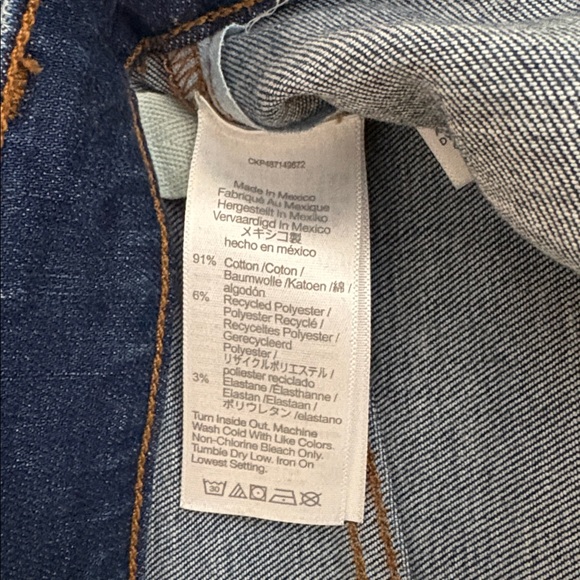 CKP487149822
Made In Mexico
Fabriqué Au Mexique
Hergestellt In Mexiko
Vervaardigd In Mexico
メキシコ製
hecho en méxico
91% Cotton /Coton /
Baumwolle /Katoen /綿 /
algodón
6% Recycled Polyester /
Polyester Recyclé /
Recyceltes Polyester /
Gerecycleerd
Polyester /
リサイクルポリエステル /
poliester reciclado
3% Elastane /Élasthanne /
Elastan /Elastaan /
ポリウレタン /elastano
Turn Inside Out. Machine
Wash Cold With Like Colors.
Non-Chlorine Bleach Only.
Tumble Dry Low. Iron On
Lowest Setting.
30